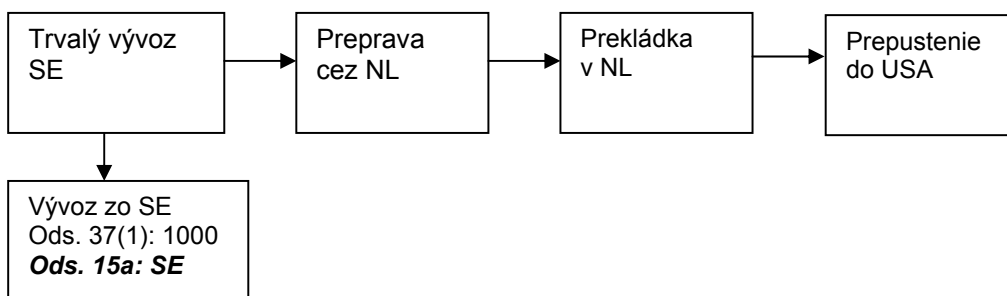 Trvalý vývoz
SE
Preprava
cez NL
Prekládka
v NL
Prepustenie
do USA
Vývoz zo SE
Ods. 37(1): 1000
Ods. 15a: SE